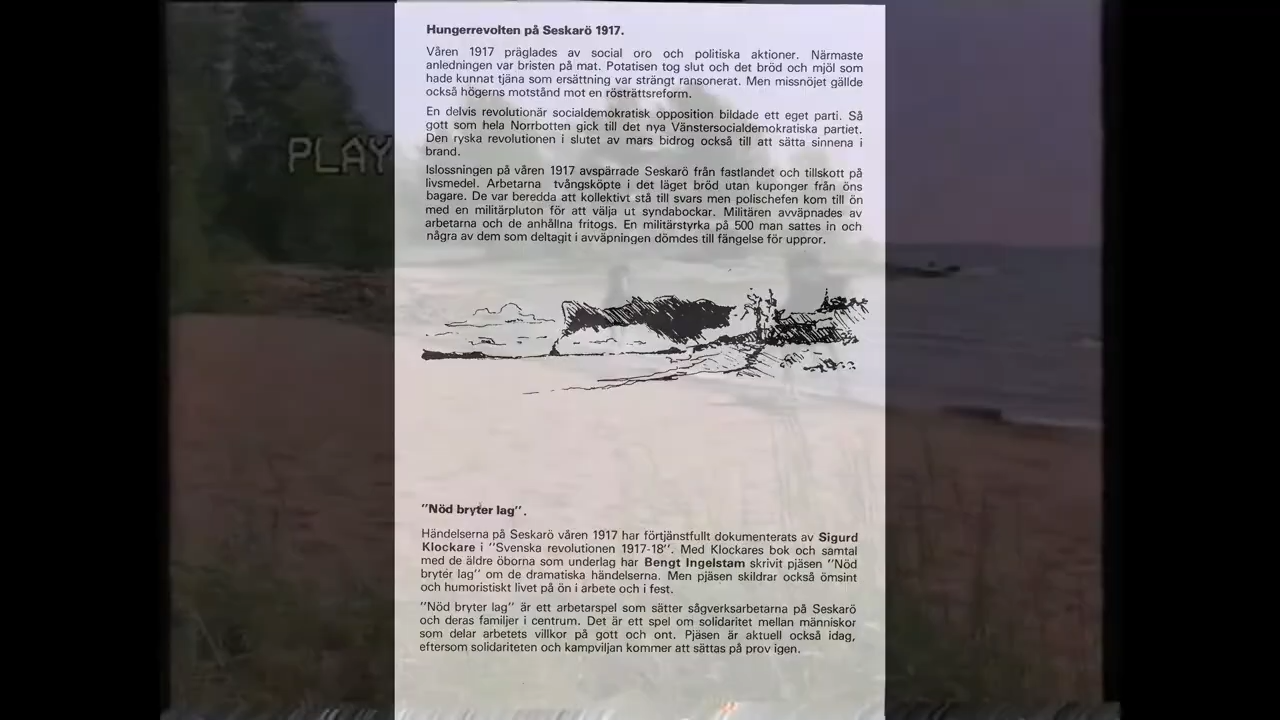 Hungerrevolten på Seskarö 1917.
Våren 1917 präglades av social oro och politiska aktioner. Närmaste
anledningen var bristen på mat. Potatisen tog slut och det bröd och mjöl som
hade kunnat tjäna som ersättning var strängt ransonerat. Men missnöjet gällde
också högerns motstånd mot en rösträttsreform.
En delvis revolutionär socialdemokratisk opposition bildade ett eget parti. Så
gott som hela Norrbotten gick till det nya Vänstersocialdemokratiska partiet.
Den ryska revolutionen i slutet av mars bidrog också till att sätta sinnena i
brand.
PLAY
Islossningen på våren 1917 avspärrade Seskarö från fastlandet och tillskott på
livsmedel. Arbetarna tvångsköpte i det läget bröd utan kuponger från öns
bagare. De var beredda att kollektivt stå till svars men polischefen kom till ön
med en militärpluton för att välja ut syndabockar. Militären avväpnades av
arbetarna och de anhållna fritogs. En militärstyrka på 500 man sattes in och
några av dem som deltagit i avväpningen dömdes till fängelse för uppror.
"Nöd bryter lag".
Händelserna på Seskarö våren 1917 har förtjänstfullt dokumenterats av Sigurd
Klockare i "Svenska revolutionen 1917-18". Med Klockares bok och samtal
med de äldre öborna som underlag har Bengt Ingelstam skrivit pjäsen "Nöd
bryter lag" om de dramatiska händelserna. Men pjäsen skildrar också ömsint
och humoristiskt livet på ön i arbete och i fest.
"Nöd bryter lag" är ett arbetarspel som sätter sågverksarbetarna på Seskarö
och deras familjer i centrum. Det är ett spel om solidaritet mellan människor
som delar arbetets villkor på gott och ont. Pjäsen är aktuell också idag,
eftersom solidariteten och kampviljan kommer att sättas på prov igen.